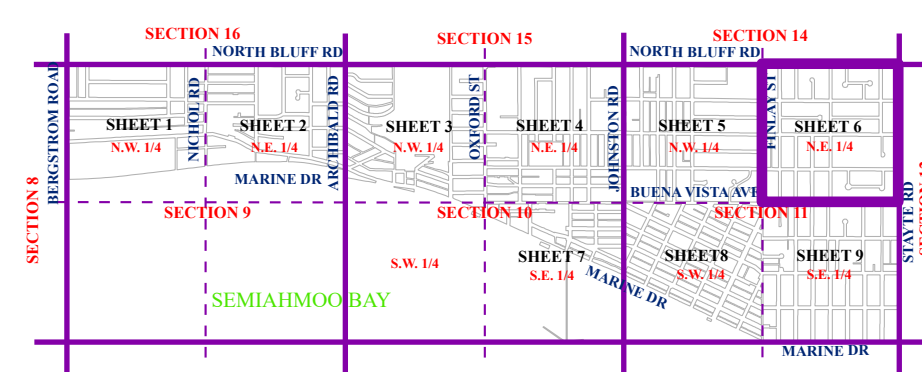 SECTION 16
SECTION 15
SECTION 14
NORTH BLUFF RD
NORTH BLUFF RD
BERGSTROM ROAD
NICHOL RD
ARCHIBALD RD
OXFORD ST
JOHNSTON RD
FINLAY ST
SHEET 1
N.W. 1/4
SHEET 2
N.E. 1/4
SHEET 3
N.W. 1/4
SHEET 4
N.E. 1/4
SHEET 5
N.W. 1/4
SHEET 6
N.E. 1/4
MARINE DR
BUENA VISTA AVE
SECTION 8
SECTION 9
SECTION 10
SECTION 11
STAYTE RD
S.W. 1/4
SHEET 7
S.E. 1/4
SHEET8
S.W. 1/4
SHEET 9
S.E. 1/4
MARINE DR
SEMIAHMOO BAY
MARINE DR